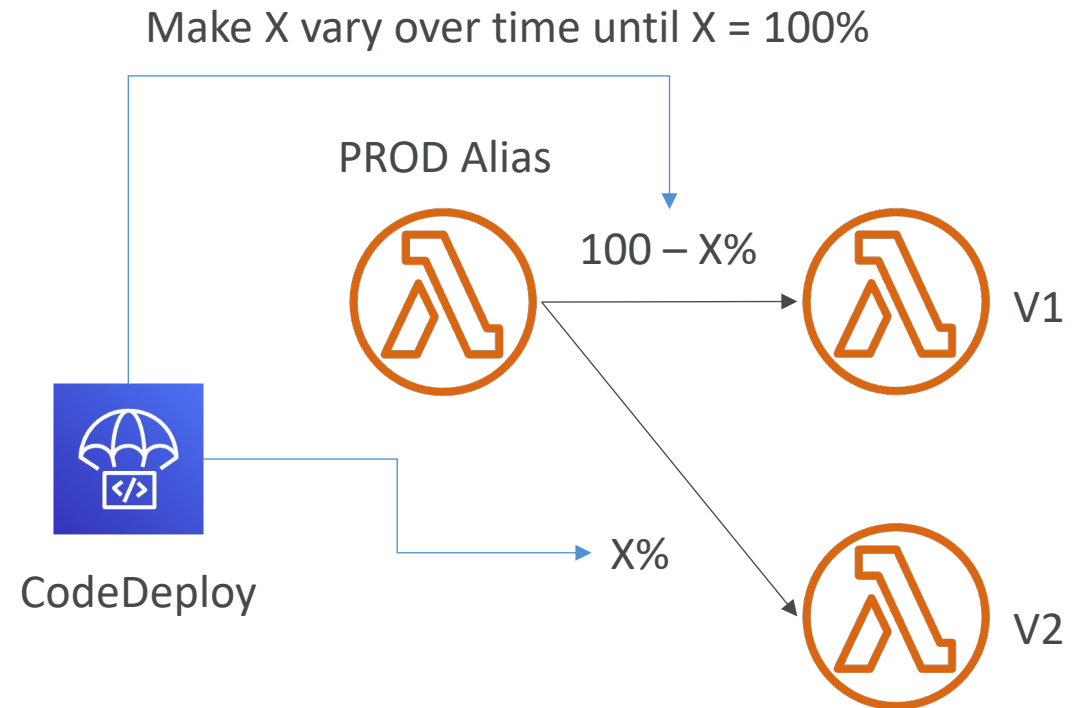 Make X vary over time until X = 100%
PROD Alias
100 – X%
V1
</>
X%
CodeDeploy
V2